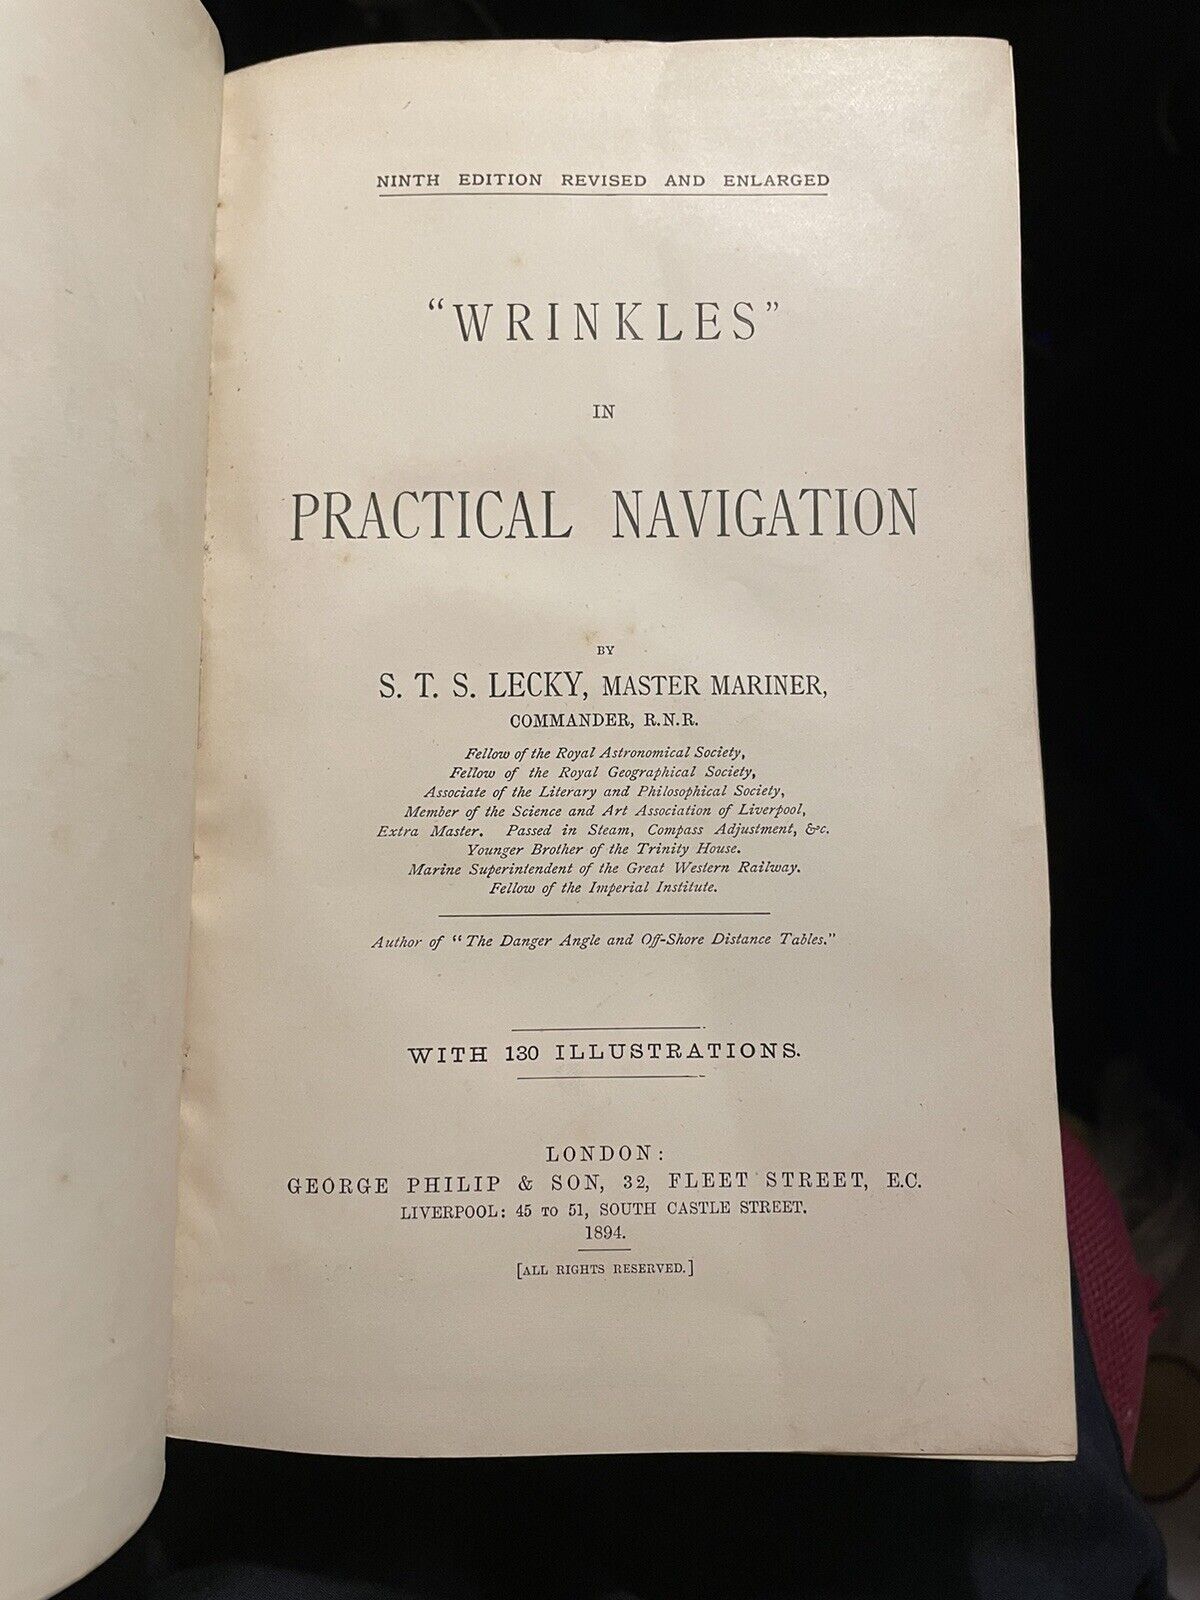 NINTH EDITION REVISED AND ENLARGED
"WRINKLES"
IN
PRACTICAL NAVIGATION
BY
S. T. S. LECKY, MASTER MARINER,
COMMANDER, R.N.R.
Fellow of the Royal Astronomical Society,
Fellow of the Royal Geographical Society,
Associate of the Literary and Philosophical Society,
Member of the Science and Art Association of Liverpool,
Extra Master. Passed in Steam, Compass Adjustment, &c.
Younger Brother of the Trinity House.
Marine Superintendent of the Great Western Railway.
Fellow of the Imperial Institute.
Author of "The Danger Angle and Off-Shore Distance Tables."
WITH 130 ILLUSTRATIONS.
LONDON:
GEORGE PHILIP & SON, 32, FLEET STREET, E.C.
LIVERPOOL: 45 TO 51, SOUTH CASTLE STREET.
1894.
[ALL RIGHTS RESERVED.]